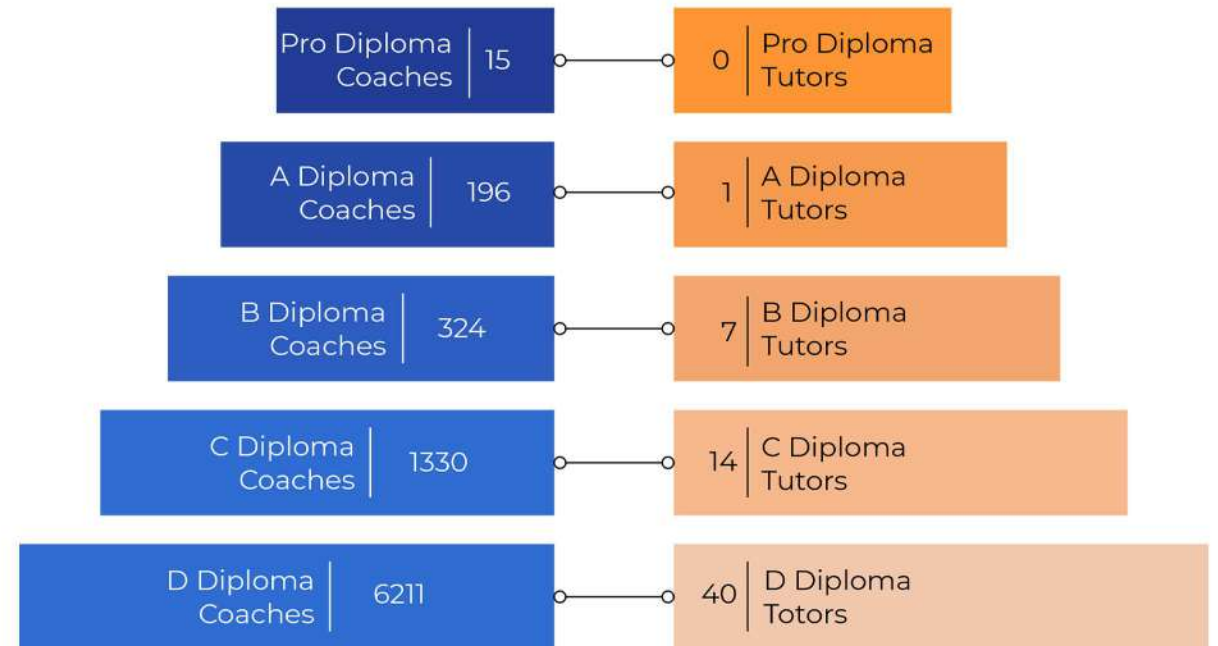 Pro Diploma
Coaches
15
0
Pro Diploma
Tutors
A Diploma
Coaches
196
1
A Diploma
Tutors
B Diploma
Coaches
324
7
B Diploma
Tutors
C Diploma
Coaches
1330
14
C Diploma
Tutors
D Diploma
Coaches
6211
40
D Diploma
Totors